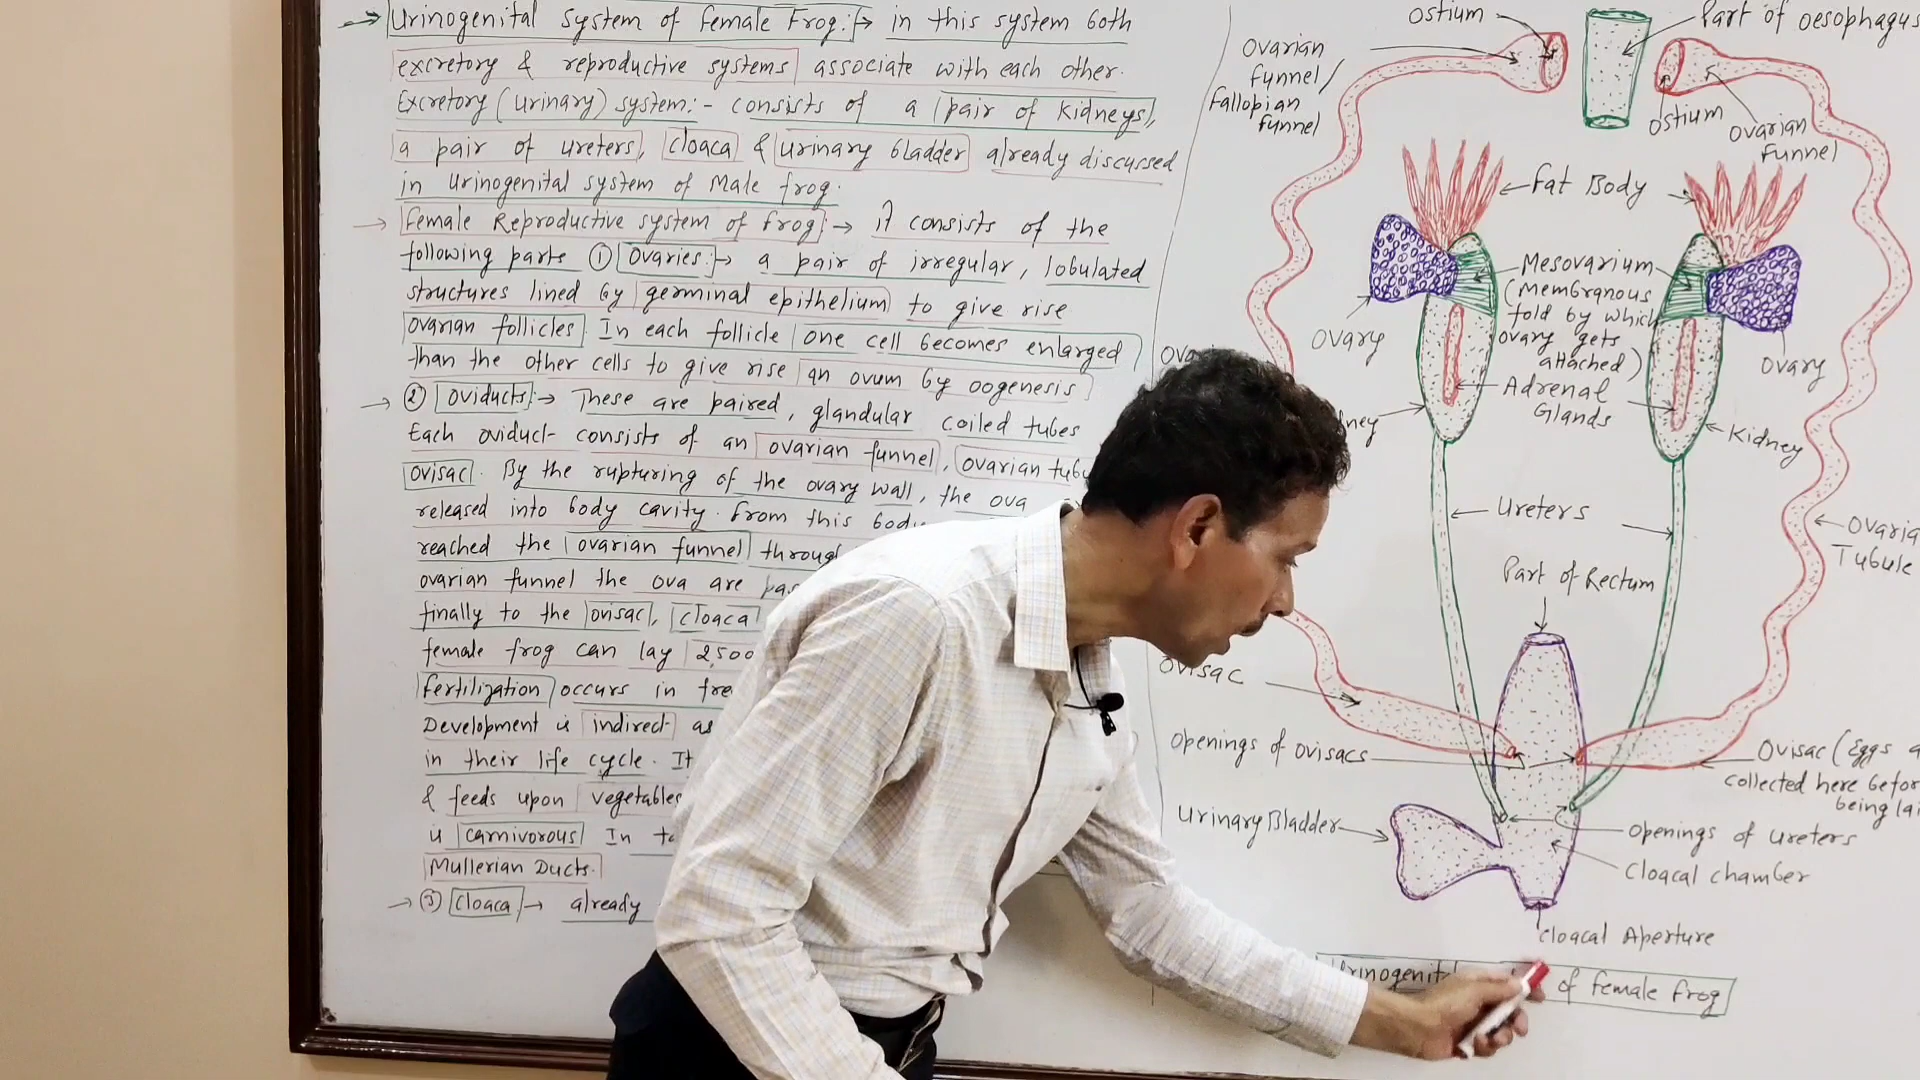 → Urinogenital system of female Frog:→ in this system both
excretory & reproductive systems associate with each other.
Excretory (urinary) system:- consists of a pair of kidneys,
a pair of ureters, cloaca & urinary bladder already discussed
in urinogenital system of Male frog.
→ Female Reproductive system of frog:→ it consists of the
following parts ① Ovaries:→ a pair of irregular, lobulated
structures lined by germinal epithelium to give rise
ovarian follicles. In each follicle one cell becomes enlarged
than the other cells to give rise an ovum by oogenesis
→ ② Oviducts:→ These are paired, glandular coiled tubes
Each oviduct consists of an ovarian funnel, ovarian
ovisac. By the rupturing of the ovary wall, the ova
released into body cavity. From this
reached the ovarian funnel
ovarian funnel the ova are
finally to the ovisac, cloaca
female frog can lay 2,500
Fertilization occurs in
Development is indirect as
in their life cycle. It
& feeds upon vegetables
is carnivorous. In
Mullerian Ducts.
→ ③ Cloaca → already
Ostium
Part of oesophagus
Ovarian
funnel/
fallopian
funnel
Ostium
Ovarian
funnel
Fat Body
Mesovarium
(Membranous
fold by which
ovary gets
attached)
Ovary
Ovary
Adrenal
Glands
Kidney
Ureters
Tubule
Part of Rectum
Ovisac
Openings of ovisacs
Ovisac (Eggs
collected here
being
Urinary Bladder
Openings of ureters
Cloacal chamber
Cloacal Aperture
of female frog